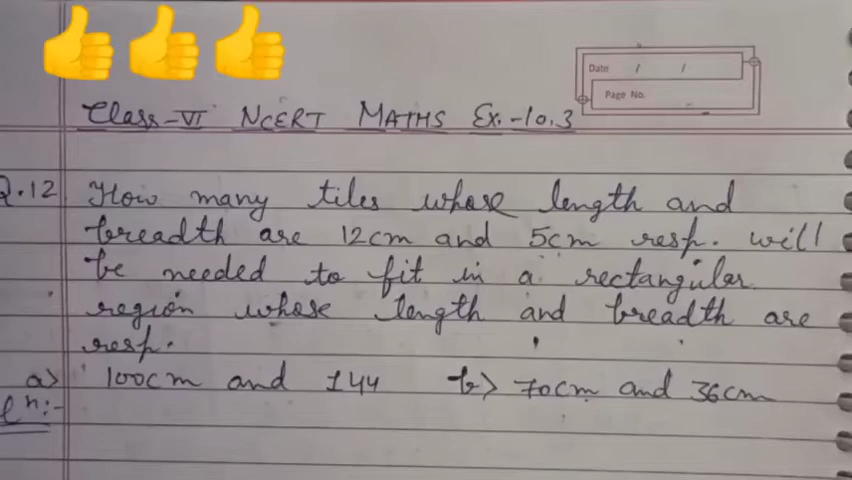 Date / /
Page No.
Class-VI NCERT MATHS Ex.-10.3
Q.12 How many tiles whose length and
breadth are 12cm and 5cm resp. will
be needed to fit in a rectangular
region whose length and breadth are
resp.
a> 100cm and 144 b> 70cm and 36cm
lⁿ:-